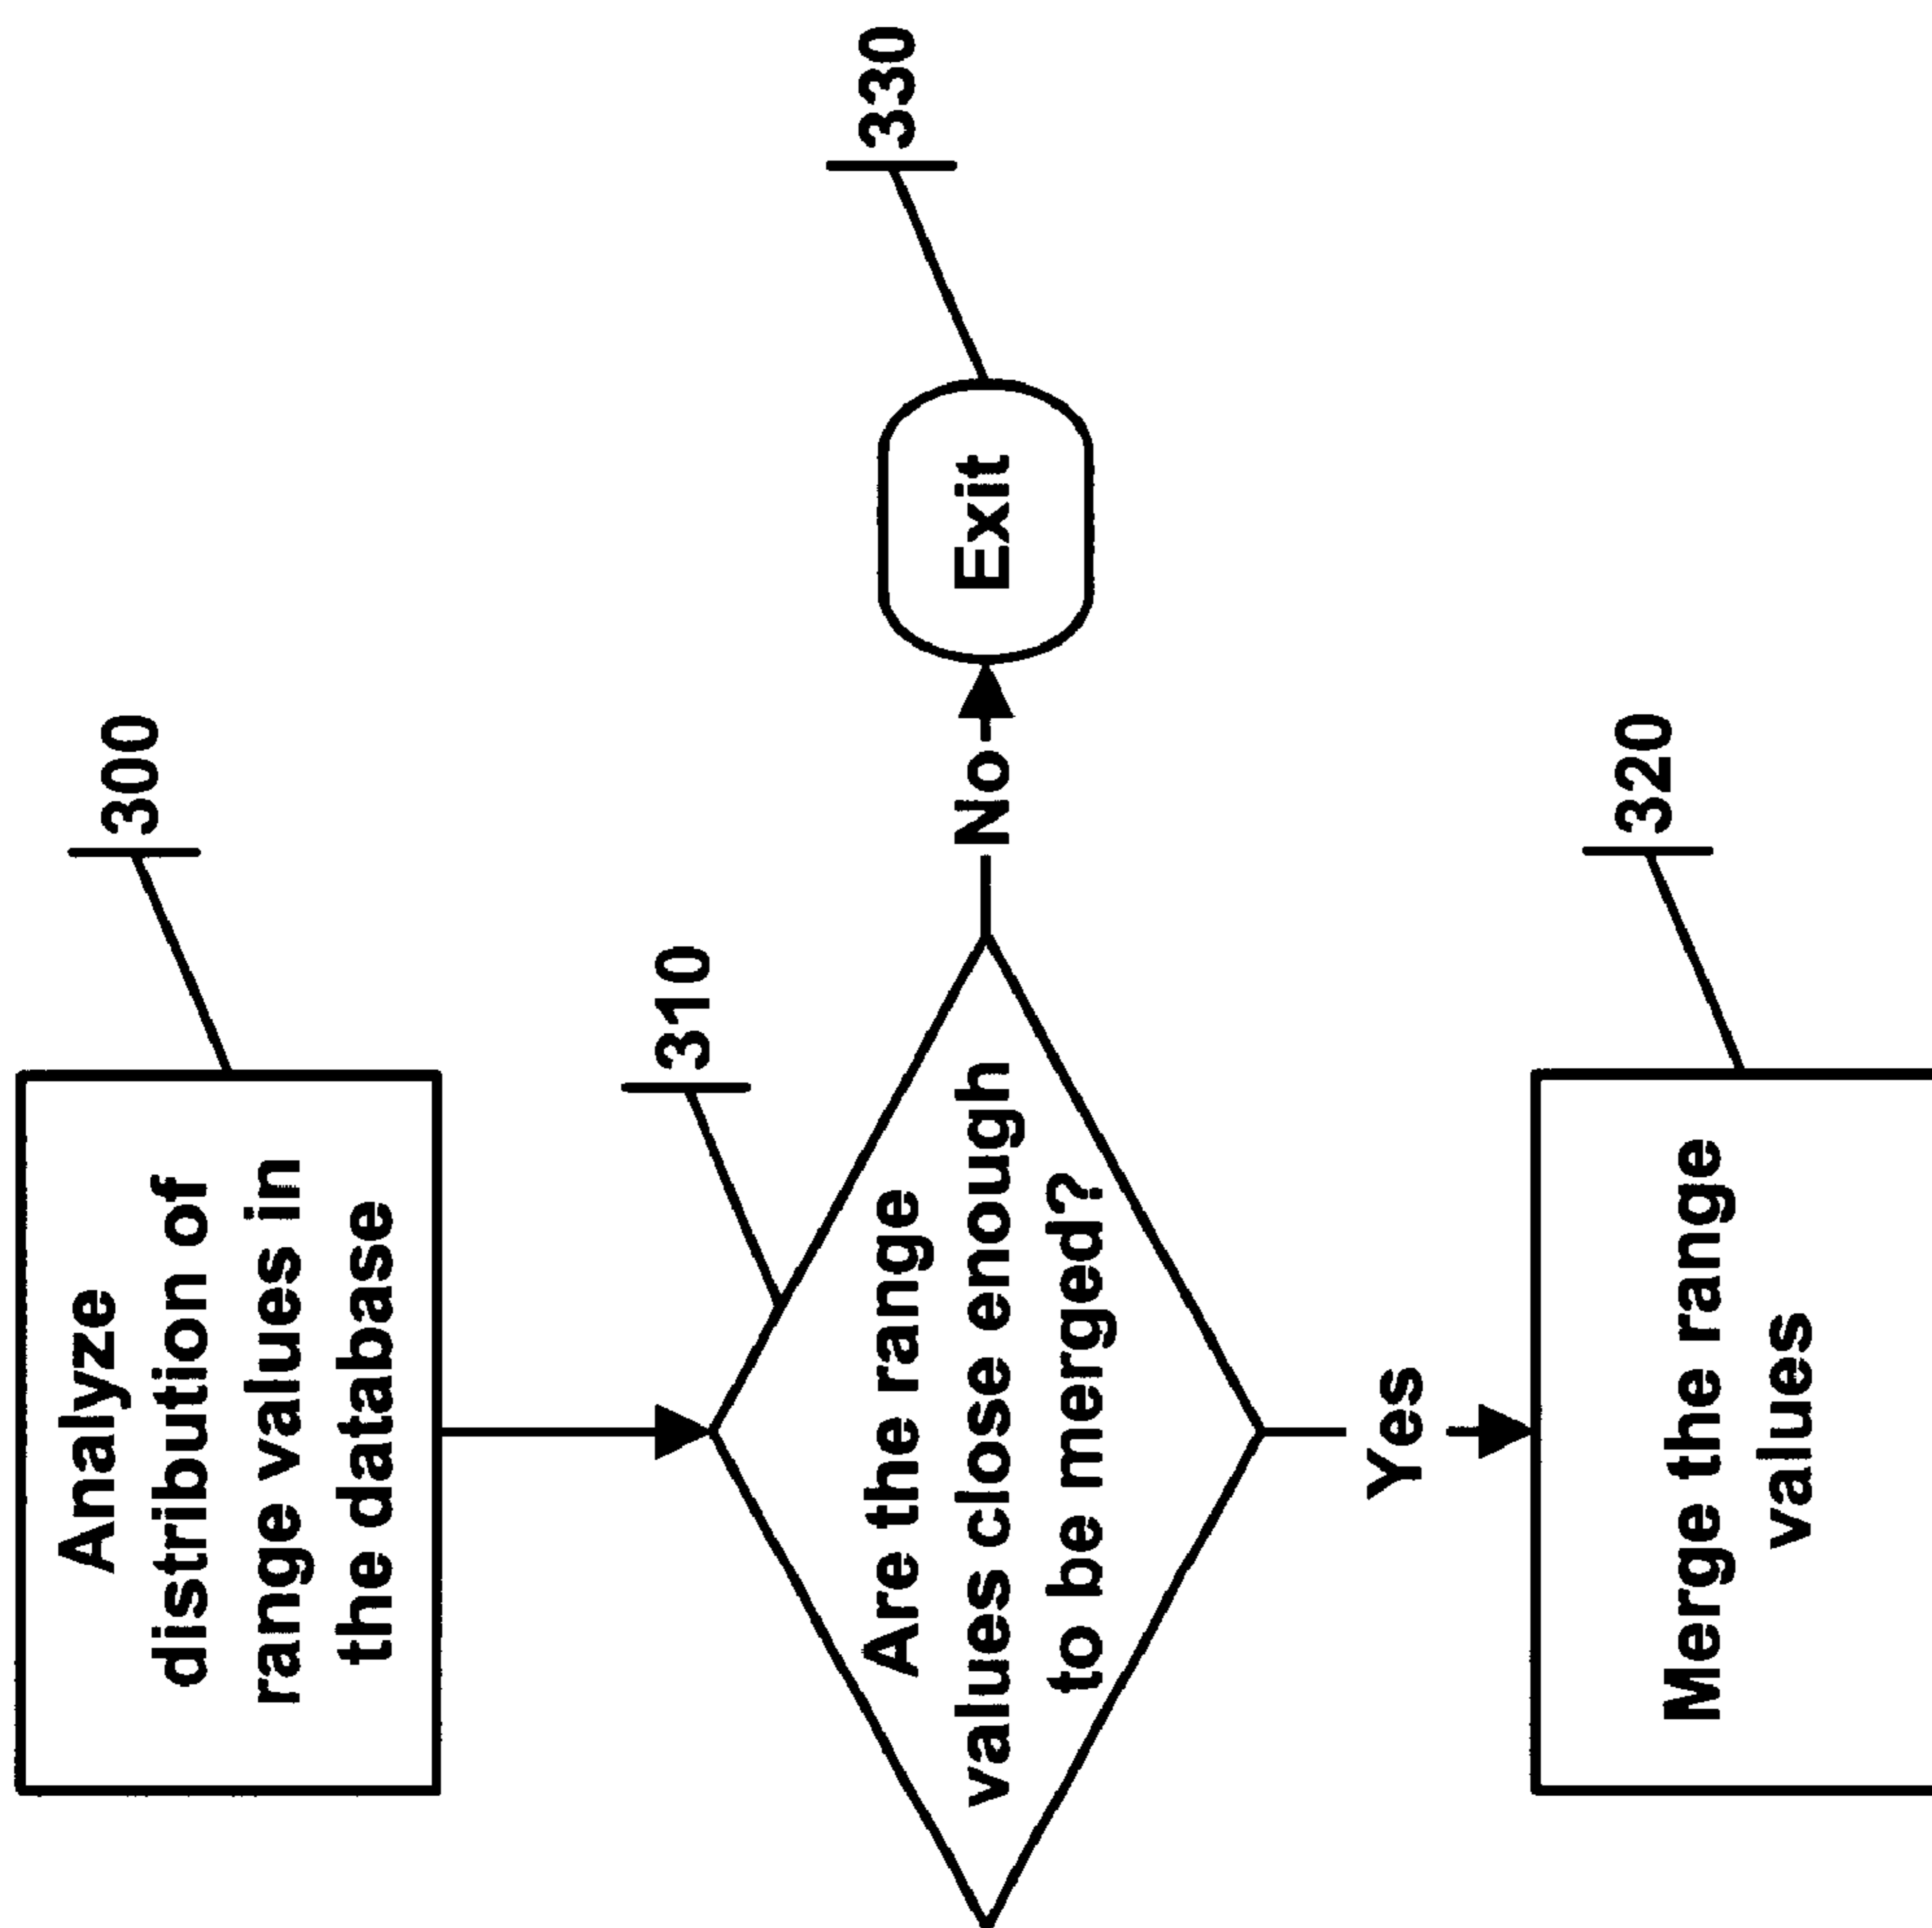 Analyze
distribution of
range values in
the database
300
310
Are the range
values close enough
to be merged?
No
Exit
330
Yes
Merge the range
values
320